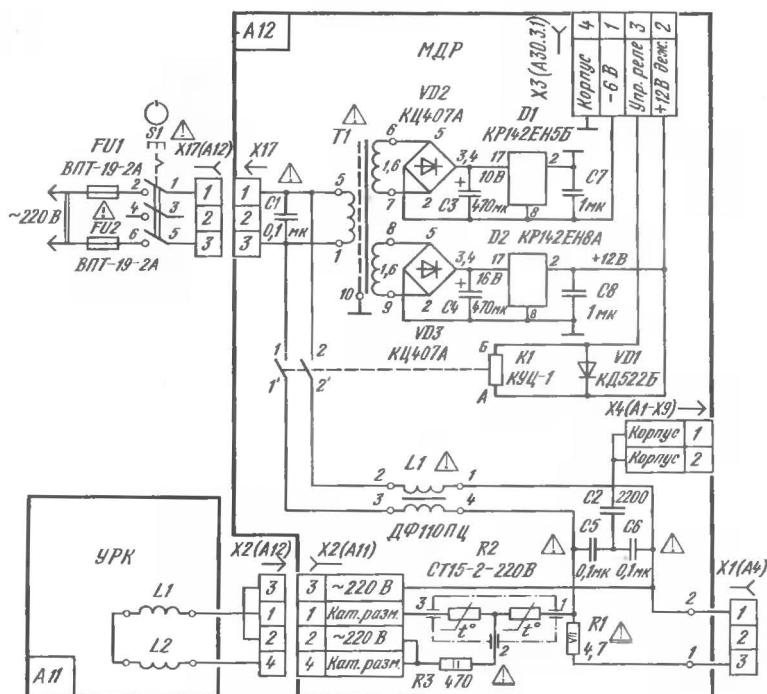 A12
МДР
X3(A30.3.1)
4 1 3 2
Корпус
-6 В
Упр. реле
+12В деж.
S1
FU1
ВПТ-19-2А
X17(A12)
X17
~220 В
2 1
4 3
6 5
FU2
ВПТ-19-2А
1
2
3
1
2
3
C1
0,1 мк
T1
5
1
10
6
1,6
7
8
1,6
9
VD2
КЦ407А
5
3,4
2
+
10В
C3
470мк
D1
КР142ЕН5Б
17
2
8
C7
1мк
5
3,4
2
VD3
КЦ407А
+
16В
C4
470мк
D2 КР142ЕН8А
17
2
8
+12В
C8
1мк
1
1'
2
2'
Б
А
K1
КУЦ-1
VD1
КД522Б
X4(A1-X9)
Корпус 1
Корпус 2
L1
2 1
3 4
ДФ110ПЦ
C2
2200
C5
C6
0,1мк
0,1мк
УРК
L1
L2
A11
X2(A12)
3
1
2
4
X2(A11)
3 ~220 В
1 Кат.разм.
2 ~220 В
4 Кат.разм.
R2
СТ15-2-220В
3
t°
t°
1
2
R3 470
R1
4,7
X1(A4)
2
1
1
2
3